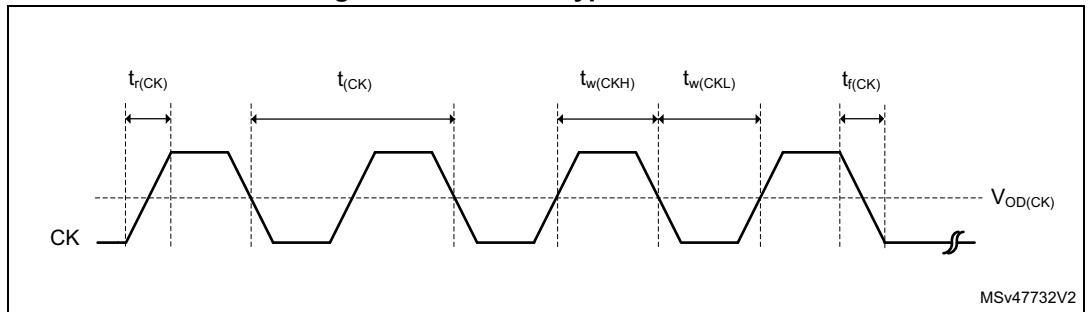 t_r(CK) t_(CK) t_w(CKH) t_w(CKL) t_f(CK)
V_OD(CK)
CK
MSv47732V2